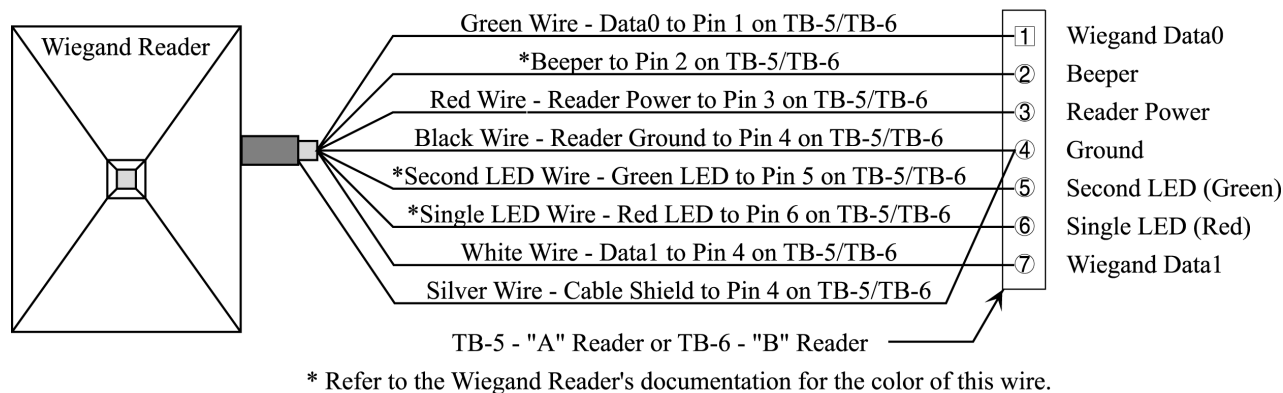 Wiegand Reader
Green Wire - Data0 to Pin 1 on TB-5/TB-6
*Beeper to Pin 2 on TB-5/TB-6
Red Wire - Reader Power to Pin 3 on TB-5/TB-6
Black Wire - Reader Ground to Pin 4 on TB-5/TB-6
*Second LED Wire - Green LED to Pin 5 on TB-5/TB-6
*Single LED Wire - Red LED to Pin 6 on TB-5/TB-6
White Wire - Data1 to Pin 4 on TB-5/TB-6
Silver Wire - Cable Shield to Pin 4 on TB-5/TB-6
1 Wiegand Data0
2 Beeper
3 Reader Power
4 Ground
5 Second LED (Green)
6 Single LED (Red)
7 Wiegand Data1
TB-5 - "A" Reader or TB-6 - "B" Reader
* Refer to the Wiegand Reader's documentation for the color of this wire.